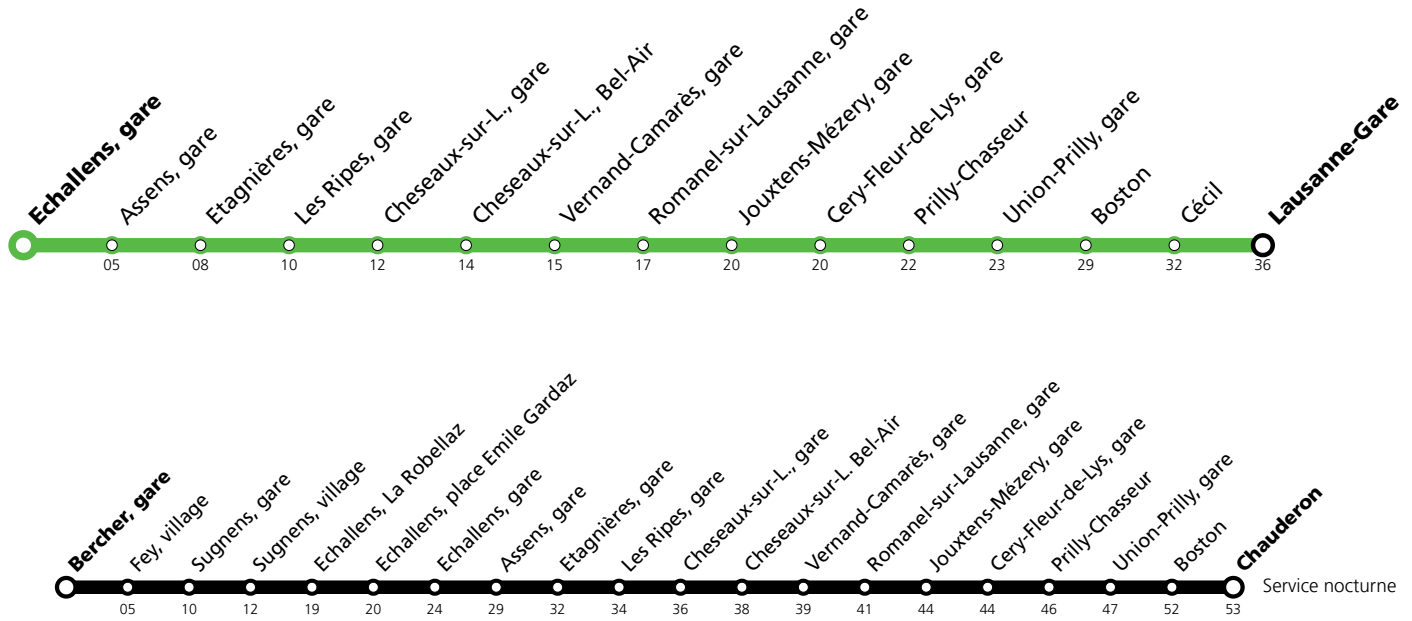 Echallens, gare
Assens, gare
Etagnières, gare
Les Ripes, gare
Cheseaux-sur-L., gare
Cheseaux-sur-L., Bel-Air
Vernand-Camarès, gare
Romanel-sur-Lausanne, gare
Jouxtens-Mézery, gare
Cery-Fleur-de-Lys, gare
Prilly-Chasseur
Union-Prilly, gare
Boston
Cécil
Lausanne-Gare
05 08 10 12 14 15 17 20 20 22 23 29 32 36
Bercher, gare
Fey, village
Sugnens, gare
Sugnens, village
Echallens, La Robellaz
Echallens, place Emile Gardaz
Echallens, gare
Assens, gare
Etagnières, gare
Les Ripes, gare
Cheseaux-sur-L., gare
Cheseaux-sur-L. Bel-Air
Vernand-Camarès, gare
Romanel-sur-Lausanne, gare
Jouxtens-Mézery, gare
Cery-Fleur-de-Lys, gare
Prilly-Chasseur
Union-Prilly, gare
Boston
Chauderon
Service nocturne
05 10 12 19 20 24 29 32 34 36 38 39 41 44 44 46 47 52 53